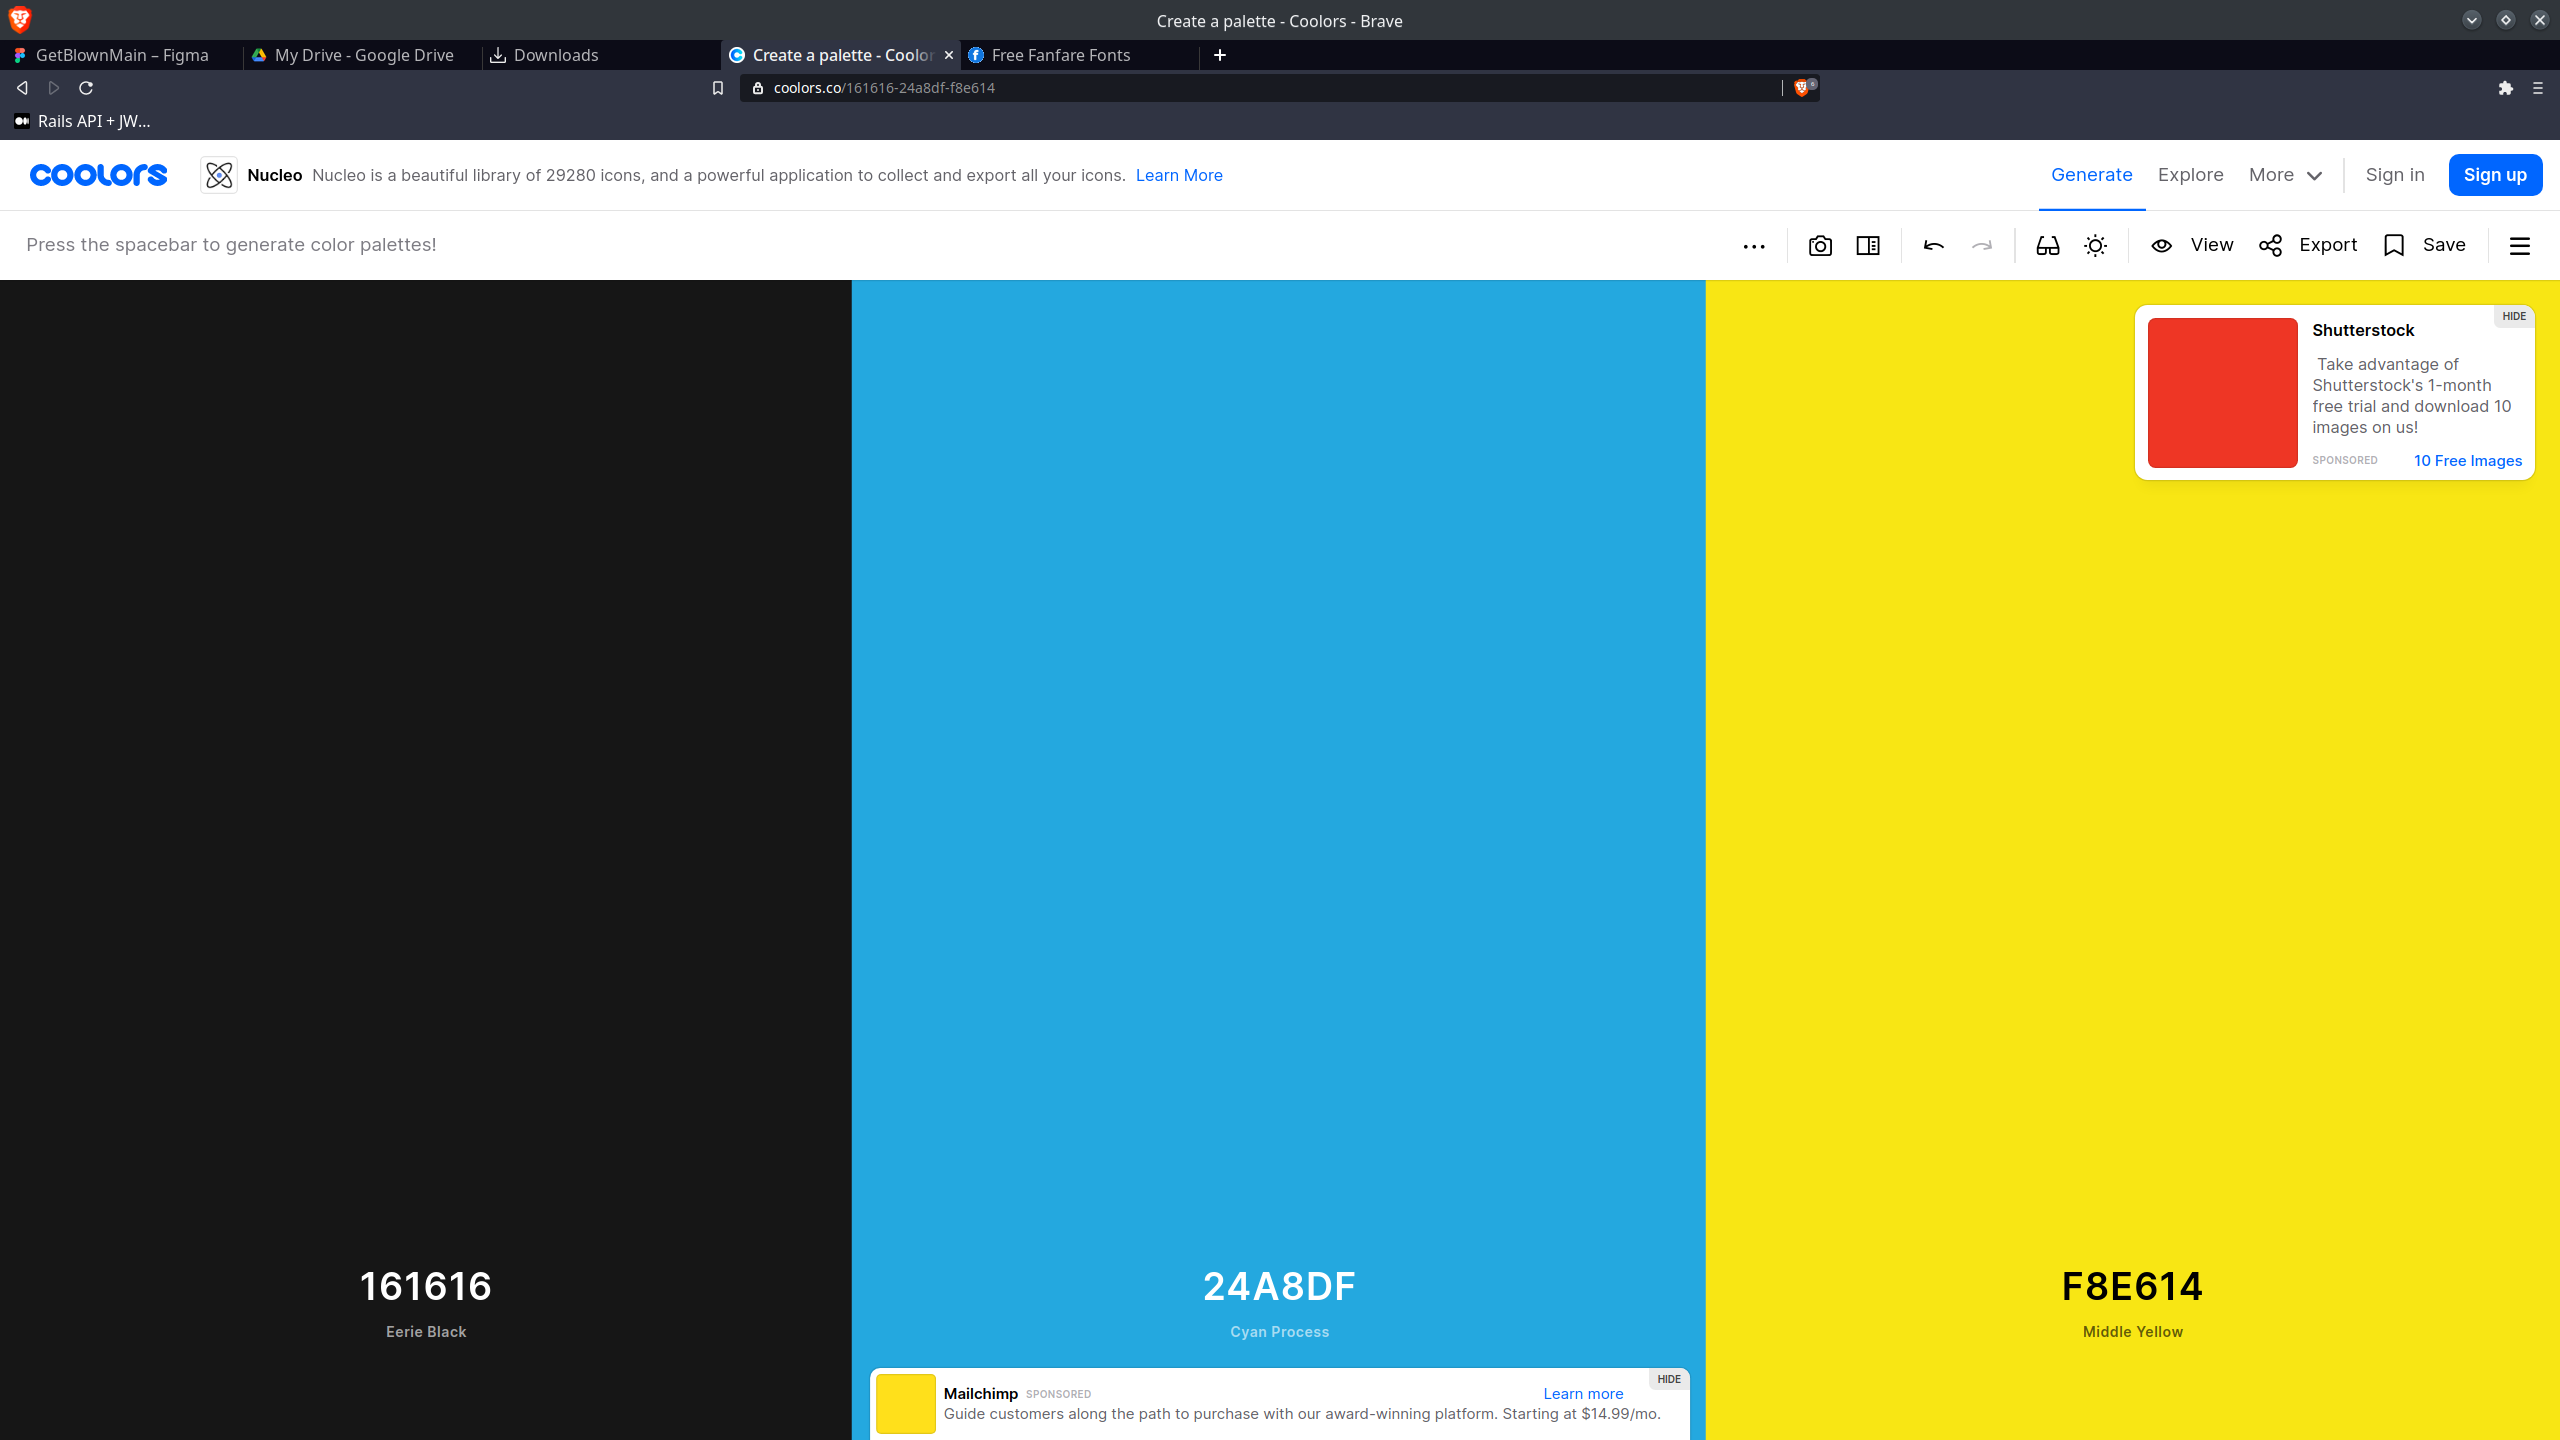 Create a palette - Coolors - Brave
GetBlownMain – Figma
My Drive - Google Drive
Downloads
Create a palette - Coolor
Free Fanfare Fonts
coolors.co/161616-24a8df-f8e614
Rails API + JW...
coolors
Nucleo Nucleo is a beautiful library of 29280 icons, and a powerful application to collect and export all your icons. Learn More
Generate Explore More Sign in Sign up
Press the spacebar to generate color palettes!
View Export Save
HIDE
Shutterstock
Take advantage of
Shutterstock's 1-month
free trial and download 10
images on us!
SPONSORED 10 Free Images
161616
Eerie Black
24A8DF
Cyan Process
F8E614
Middle Yellow
HIDE
Mailchimp SPONSORED Learn more
Guide customers along the path to purchase with our award-winning platform. Starting at $14.99/mo.